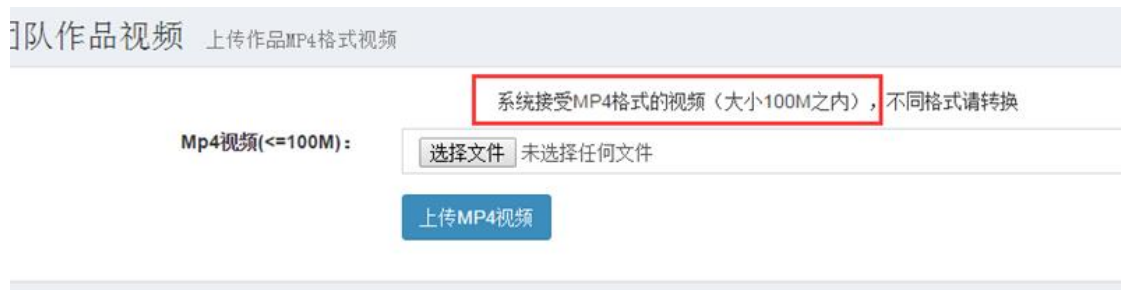 队作品视频 上传作品MP4格式视频
系统接受MP4格式的视频（大小100M之内），不同格式请转换
Mp4视频(<=100M)：
选择文件 未选择任何文件
上传MP4视频